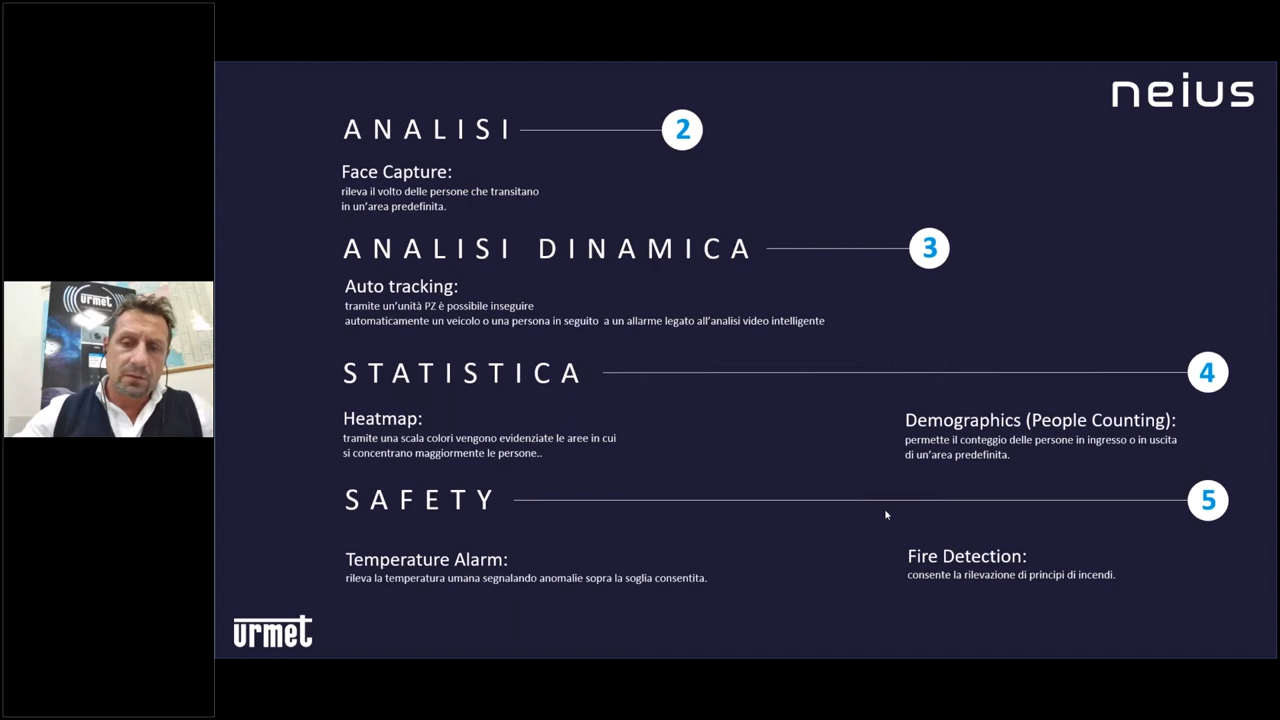 neius
ANALISI 2
Face Capture:
rileva il volto delle persone che transitano
in un'area predefinita.
ANALISI DINAMICA 3
Auto tracking:
tramite un'unità PZ è possibile inseguire
automaticamente un veicolo o una persona in seguito a un allarme legato all'analisi video intelligente
STATISTICA 4
Heatmap:
tramite una scala colori vengono evidenziate le aree in cui
si concentrano maggiormente le persone..
Demographics (People Counting):
permette il conteggio delle persone in ingresso o in uscita
di un'area predefinita.
SAFETY 5
Temperature Alarm:
rileva la temperatura umana segnalando anomalie sopra la soglia consentita.
Fire Detection:
consente la rilevazione di principi di incendi.
urmet
urmet